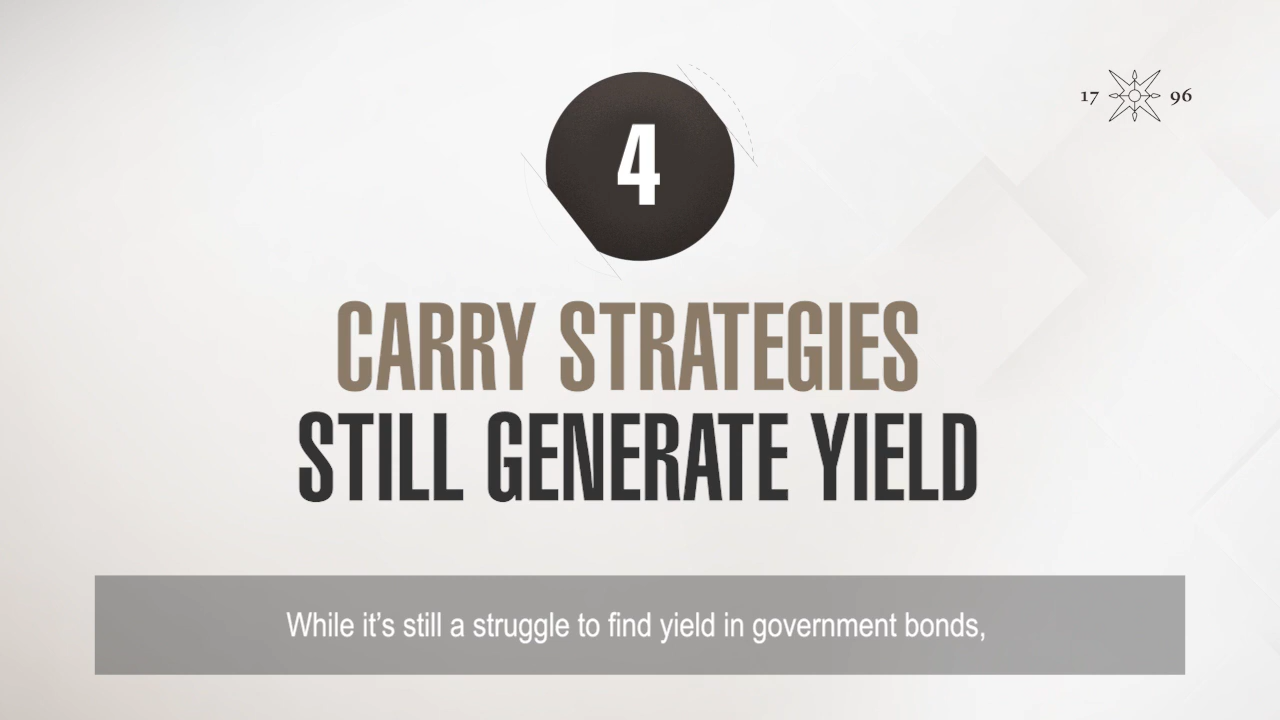 17 96
4
CARRY STRATEGIES
STILL GENERATE YIELD
While it’s still a struggle to find yield in government bonds,